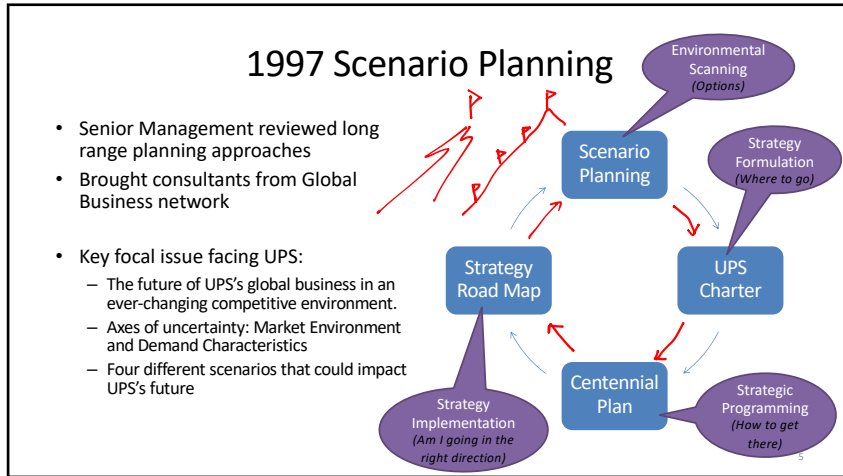 1997 Scenario Planning
• Senior Management reviewed long
range planning approaches
• Brought consultants from Global
Business network
• Key focal issue facing UPS:
– The future of UPS's global business in an
ever-changing competitive environment.
– Axes of uncertainty: Market Environment
and Demand Characteristics
– Four different scenarios that could impact
UPS's future
Environmental
Scanning
(Options)
Scenario
Planning
Strategy
Formulation
(Where to go)
UPS
Charter
Strategy
Road Map
Centennial
Plan
Strategy
Implementation
(Am I going in the
right direction)
Strategic
Programming
(How to get
there)
5